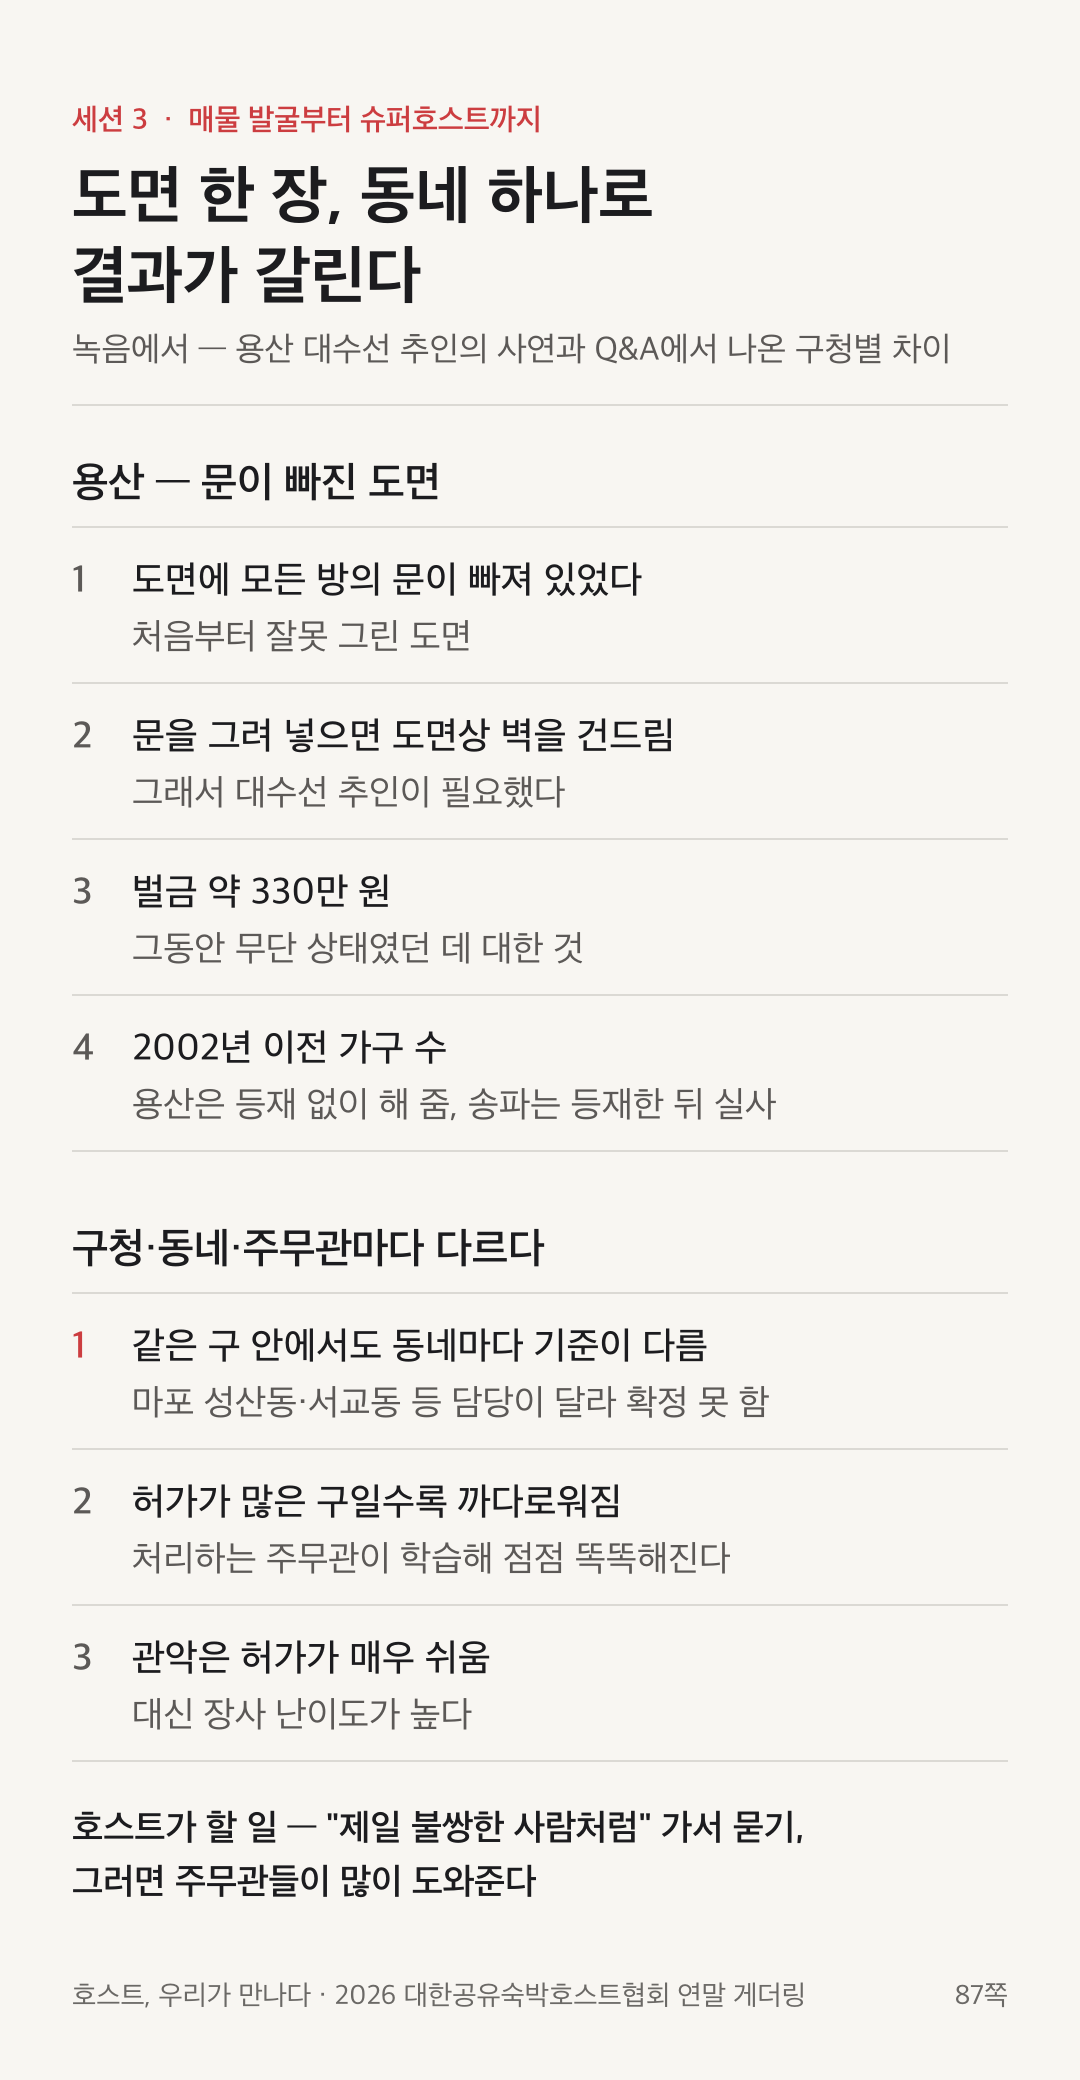 세션 3 · 매물 발굴부터 슈퍼호스트까지
도면 한 장, 동네 하나로
결과가 갈린다
녹음에서 — 용산 대수선 추인의 사연과 Q&A에서 나온 구청별 차이
용산 — 문이 빠진 도면
1 도면에 모든 방의 문이 빠져 있었다
처음부터 잘못 그린 도면
2 문을 그려 넣으면 도면상 벽을 건드림
그래서 대수선 추인이 필요했다
3 벌금 약 330만 원
그동안 무단 상태였던 데 대한 것
4 2002년 이전 가구 수
용산은 등재 없이 해 줌, 송파는 등재한 뒤 실사
구청·동네·주무관마다 다르다
1 같은 구 안에서도 동네마다 기준이 다름
마포 성산동·서교동 등 담당이 달라 확정 못 함
2 허가가 많은 구일수록 까다로워짐
처리하는 주무관이 학습해 점점 똑똑해진다
3 관악은 허가가 매우 쉬움
대신 장사 난이도가 높다
호스트가 할 일 — "제일 불쌍한 사람처럼" 가서 묻기,
그러면 주무관들이 많이 도와준다
호스트, 우리가 만나다 · 2026 대한공유숙박호스트협회 연말 게더링 87쪽